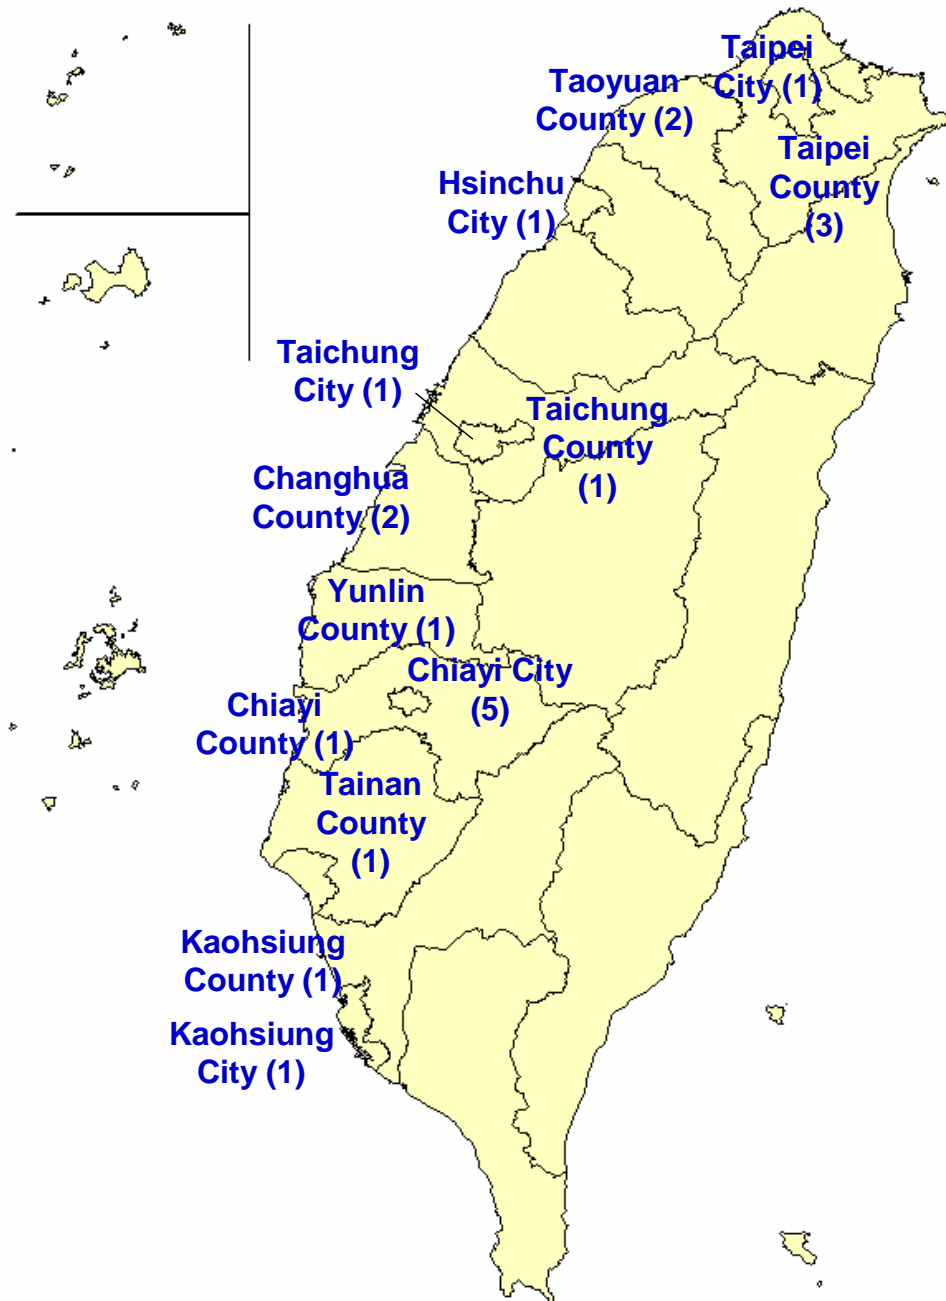 Taipei
City (1)
Taoyuan
County (2)
Taipei
County
(3)
Hsinchu
City (1)
Taichung
City (1)
Taichung
County
(1)
Changhua
County (2)
Yunlin
County (1)
Chiayi City
(5)
Chiayi
County (1)
Tainan
County
(1)
Kaohsiung
County (1)
Kaohsiung
City (1)